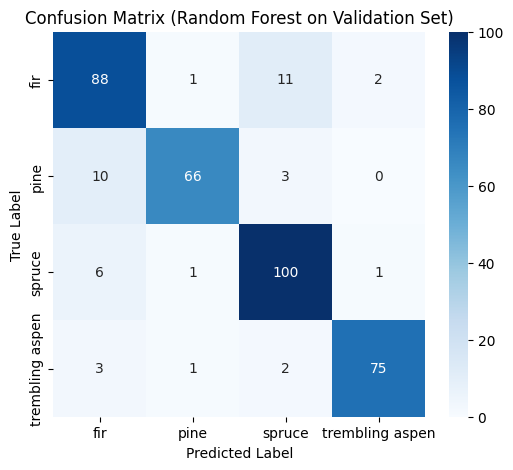 Confusion Matrix (Random Forest on Validation Set)
True Label
fir
88 1 11 2
pine
10 66 3 0
spruce
6 1 100 1
trembling aspen
3 1 2 75
fir pine spruce trembling aspen
Predicted Label
100
80
60
40
20
0